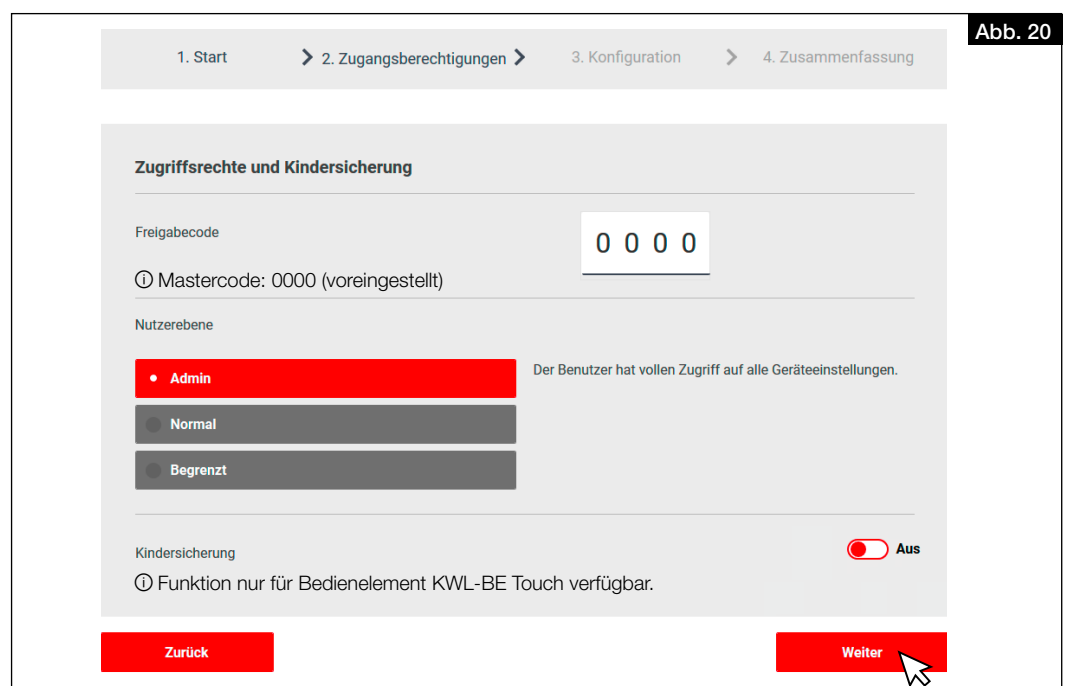 Abb. 20
1. Start > 2. Zugangsberechtigungen > 3. Konfiguration > 4. Zusammenfassung
Zugriffsrechte und Kindersicherung
Freigabecode
0 0 0 0
ⓘ Mastercode: 0000 (voreingestellt)
Nutzerebene
Admin
Der Benutzer hat vollen Zugriff auf alle Geräteeinstellungen.
Normal
Begrenzt
Kindersicherung
Aus
ⓘ Funktion nur für Bedienelement KWL-BE Touch verfügbar.
Zurück
Weiter